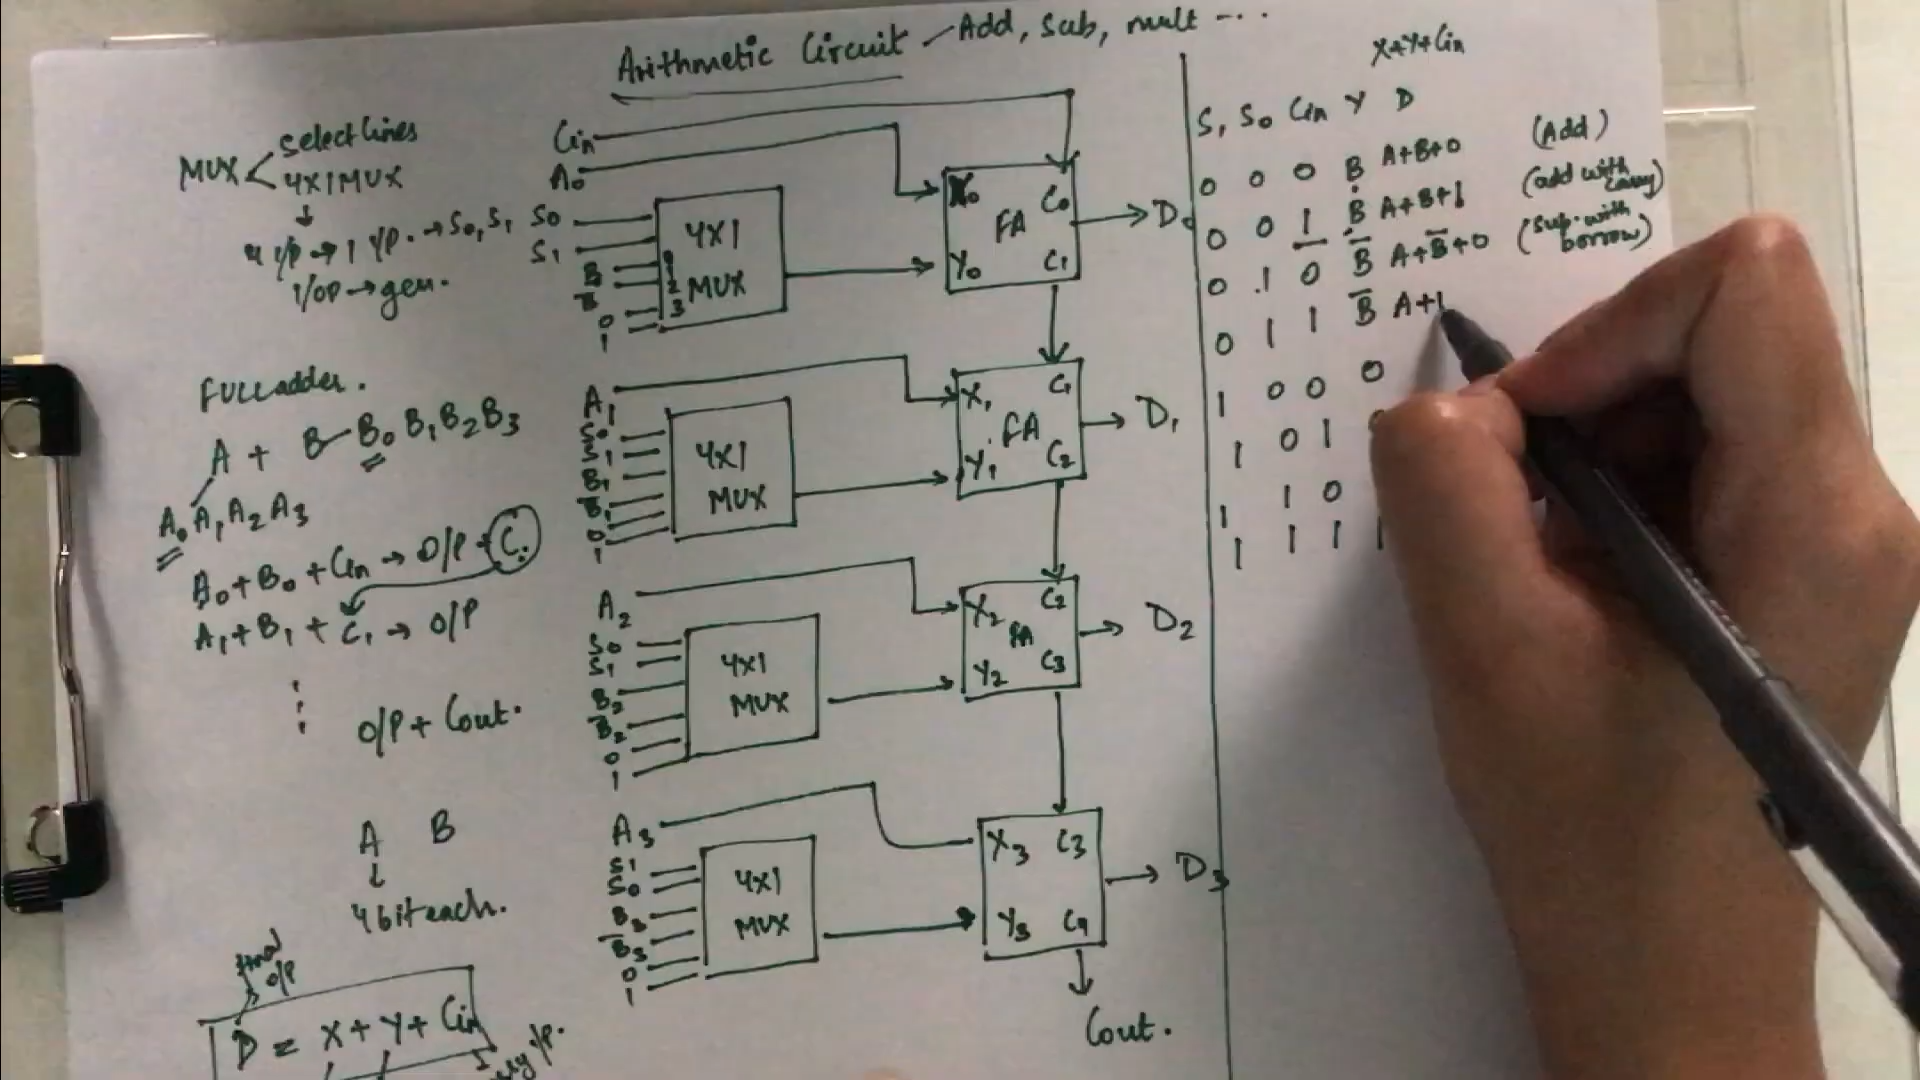 Arithmetic Circuit — Add, sub, mult - - -
MUX
Select lines
4X1 MUX
4 I/P → 1 Y/P. → S0, S1
1/OP → gen.
Full adder.
A + B — B0 B1 B2 B3
A0 A1 A2 A3
A0 + B0 + Cin → O/P + C.
A1 + B1 + C1 → O/P
O/P + Cout.
A B
4 bit each.
final
O/P
D = X + Y + Cin
Cin
A0
S0
S1
B
B̅
0
1
0
1
2
3
4X1
MUX
X0 C0
FA
Y0 C1
D0
A1
S0
S1
B1
B̅1
0
1
4X1
MUX
X1 C1
FA
Y1 C2
D1
A2
S0
S1
B2
B̅2
0
1
4X1
MUX
X2 C2
FA
Y2 C3
D2
A3
S1
S0
B3
B̅3
0
1
4X1
MUX
X3 C3
Y3 C4
D3
Cout.
X+Y+Cin
S1 S0 Cin Y D
0 0 0 B A+B+0 (Add)
0 0 1 B A+B+1 (add with carry)
0 1 0 B̅ A+B̅+0 (sub. with borrow)
0 1 1 B̅ A+1
1 0 0 0
1 0 1
1 1 0
1 1 1 1